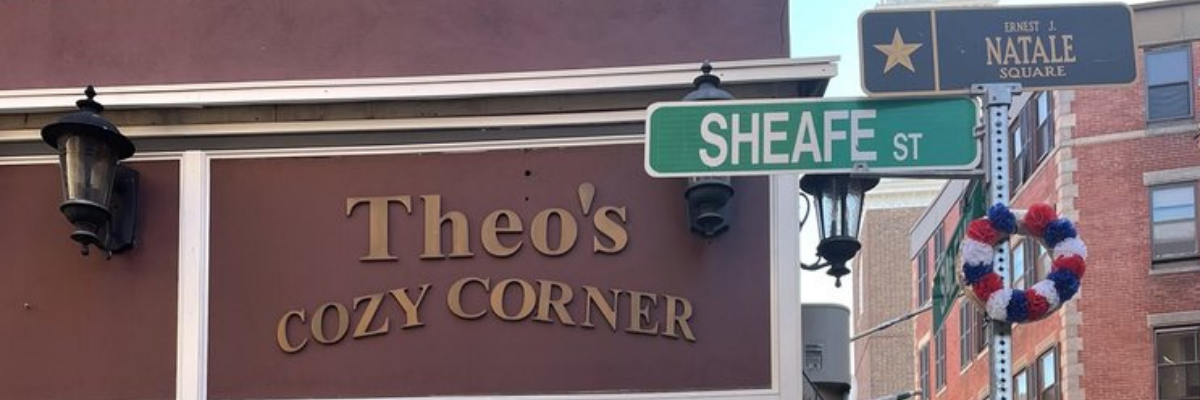 Theo's
COZY CORNER
SHEAFE ST
ERNEST J.
NATALE
SQUARE